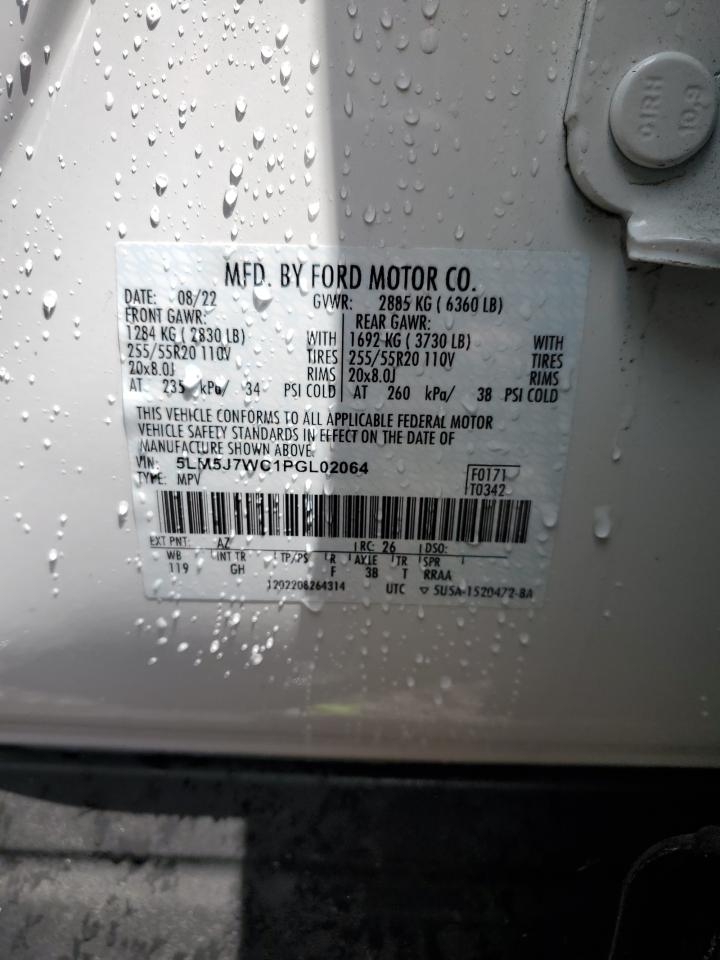 CIRH
10.9
MFD. BY FORD MOTOR CO.
DATE: 08/22 GVWR: 2885 KG ( 6360 LB)
FRONT GAWR: REAR GAWR:
1284 KG ( 2830 LB) WITH 1692 KG ( 3730 LB) WITH
255/55R20 110V TIRES 255/55R20 110V TIRES
20x8.0J RIMS 20x8.0J RIMS
AT 235 kPa/ 34 PSI COLD AT 260 kPa/ 38 PSI COLD
THIS VEHICLE CONFORMS TO ALL APPLICABLE FEDERAL MOTOR
VEHICLE SAFETY STANDARDS IN EFFECT ON THE DATE OF
MANUFACTURE SHOWN ABOVE.
VIN: 5LM5J7WC1PGL02064 F0171
TYPE: MPV T0342
EXT PNT: AZ RC: 26 DSO:
WB INT TR TP/PS R AXLE TR SPR
119 GH F 3B T RRAA
1202208264314 UTC ▽ 5U5A-1520472-BA